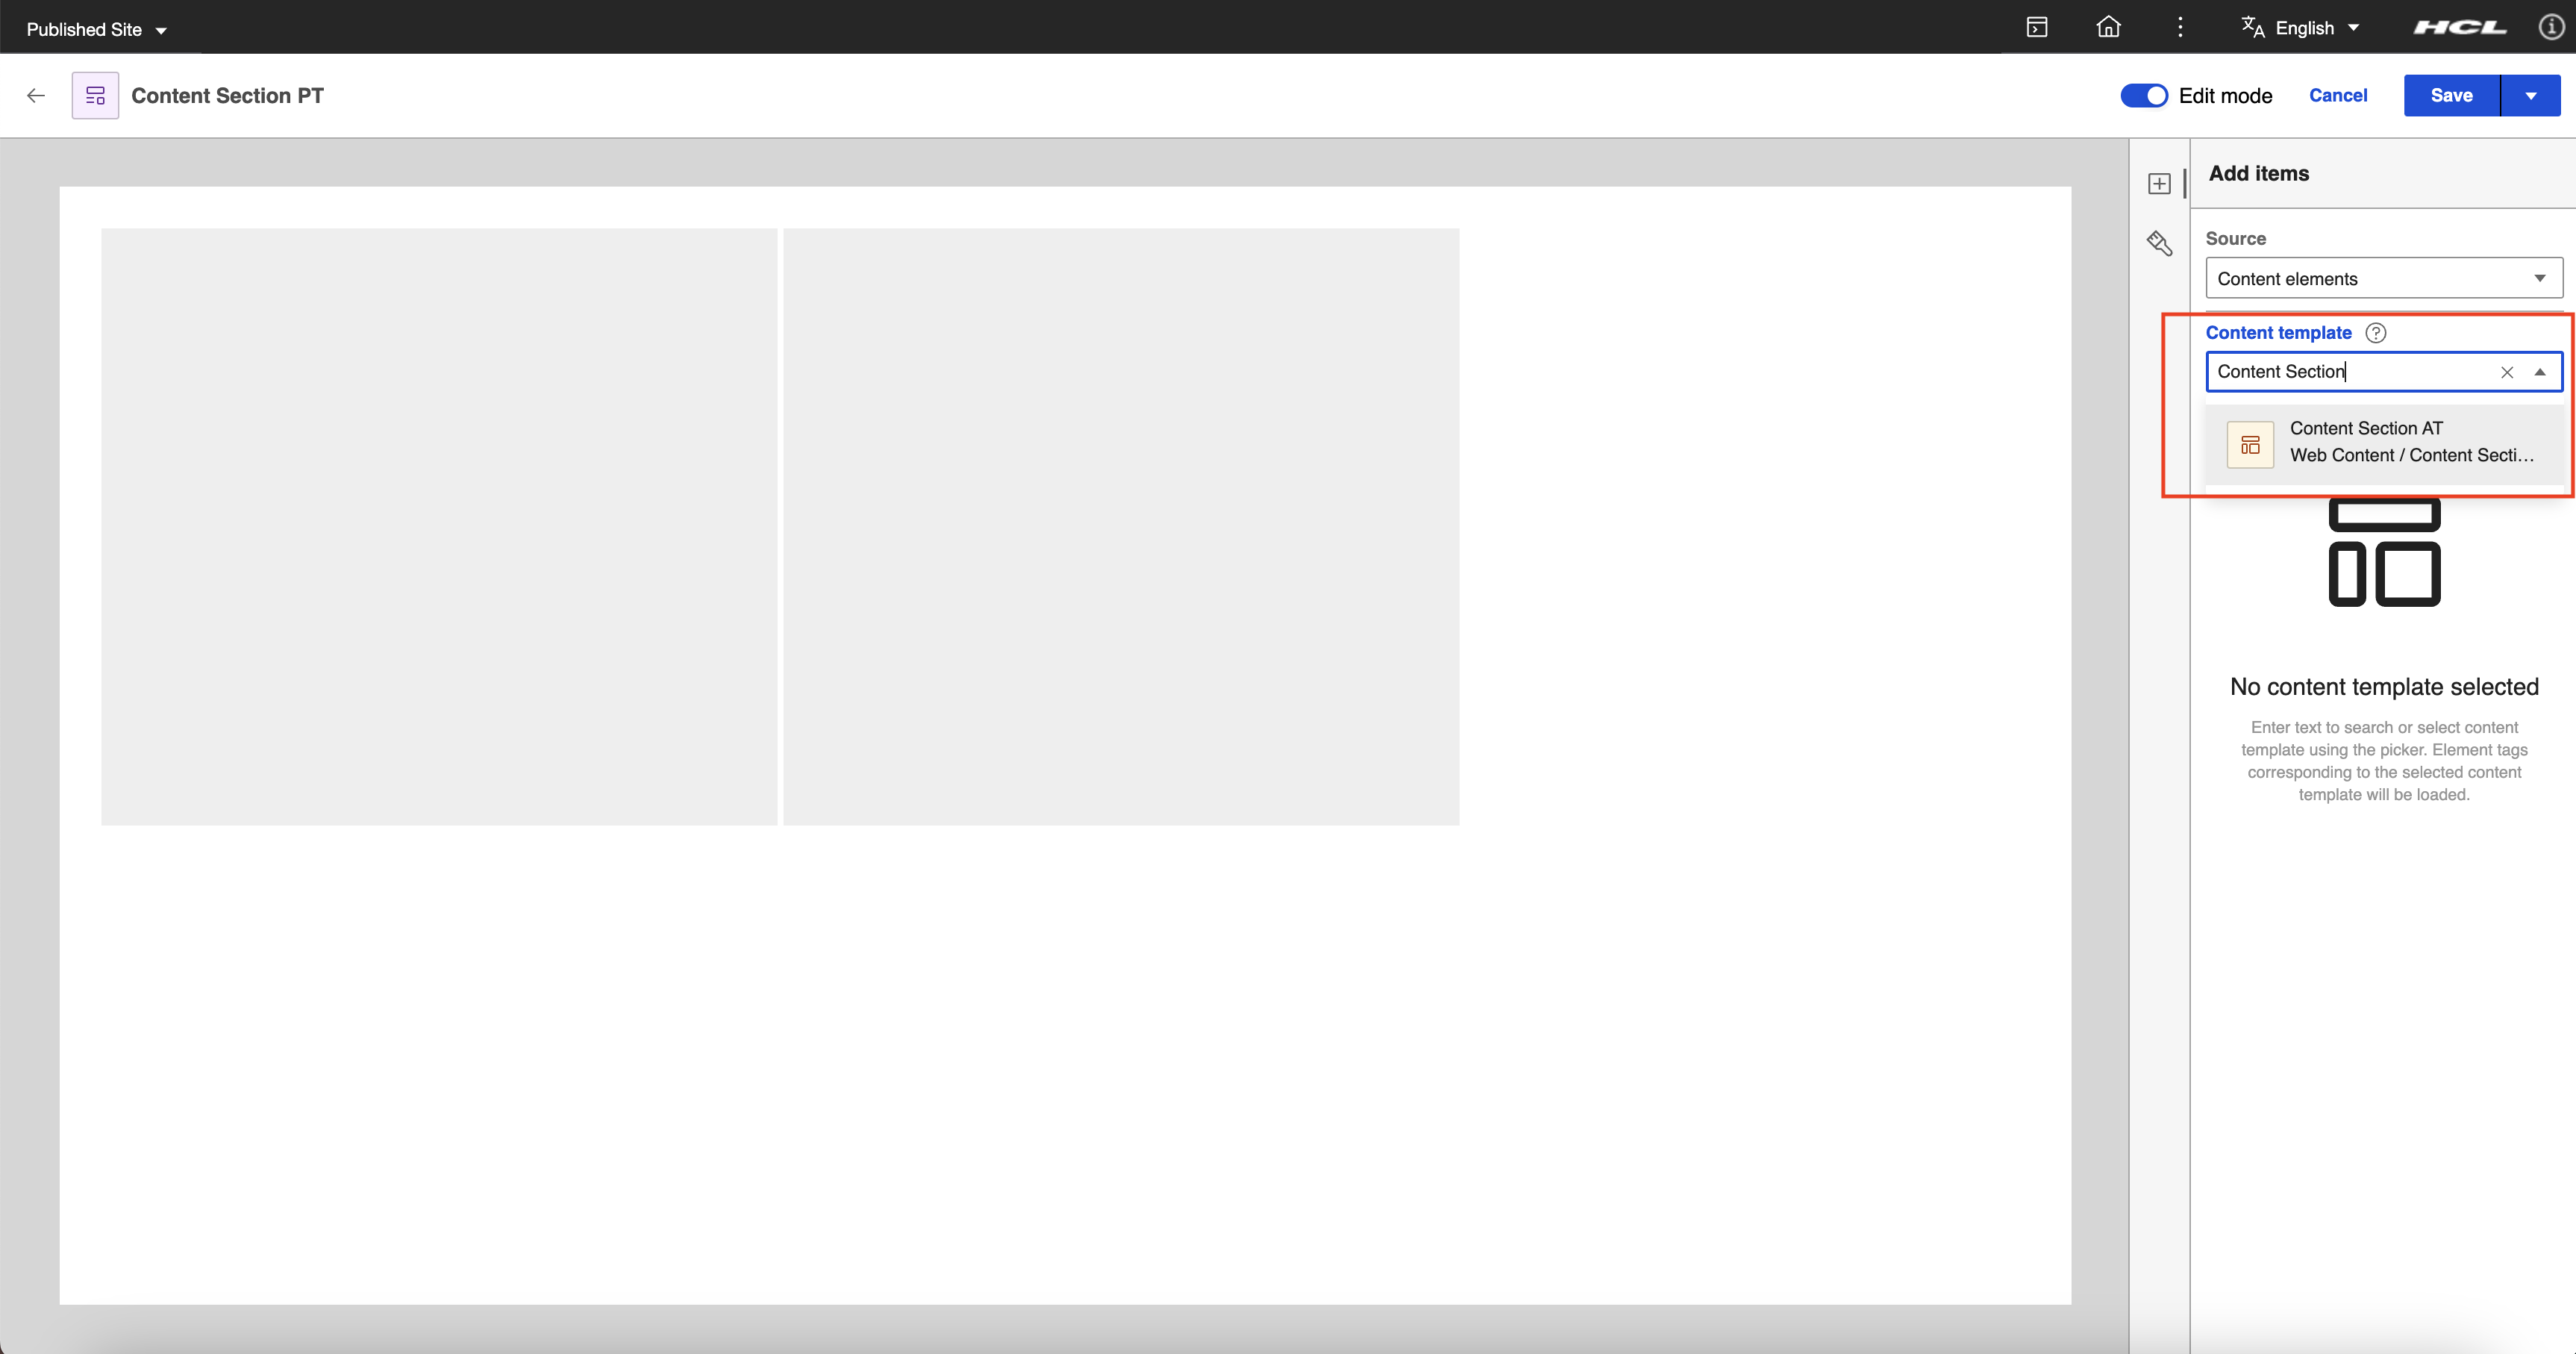 Published Site
English
HCL
Content Section PT
Edit mode
Cancel
Save
Add items
Source
Content elements
Content template
Content Section
Content Section AT
Web Content / Content Secti...
No content template selected
Enter text to search or select content
template using the picker. Element tags
corresponding to the selected content
template will be loaded.